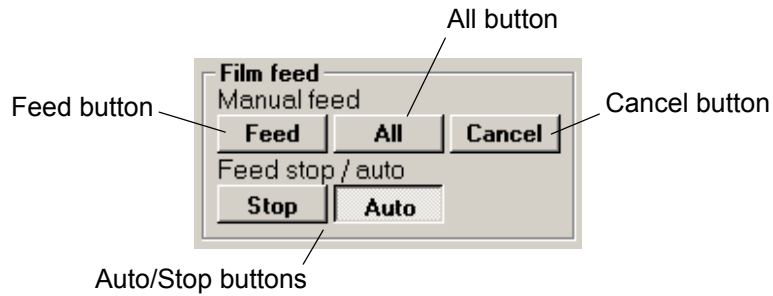 All button
Film feed
Manual feed
Feed button
Cancel button
Feed All Cancel
Feed stop / auto
Stop Auto
Auto/Stop buttons